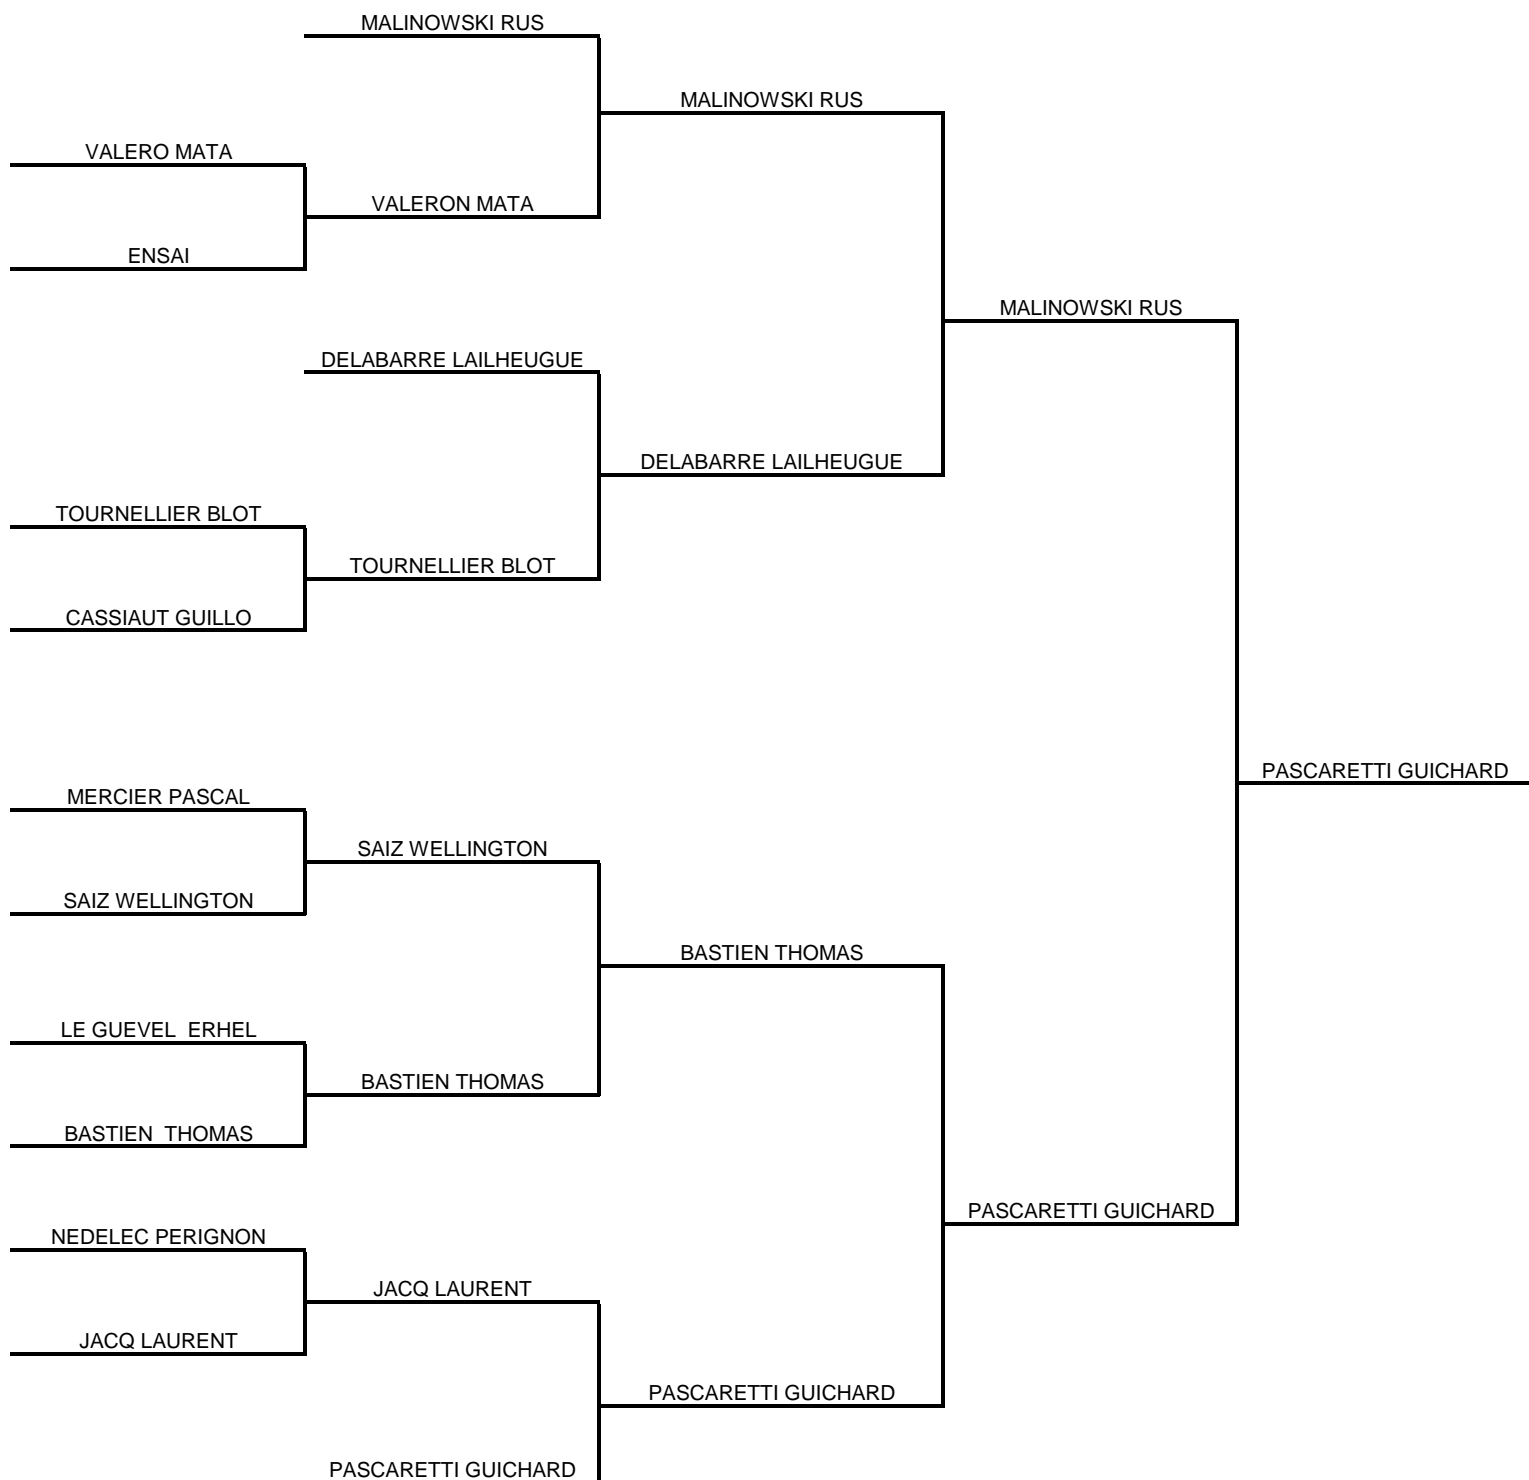 MALINOWSKI RUS
MALINOWSKI RUS
VALERO MATA
VALERON MATA
ENSAI
MALINOWSKI RUS
DELABARRE LAILHEUGUE
DELABARRE LAILHEUGUE
TOURNELLIER BLOT
TOURNELLIER BLOT
CASSIAUT GUILLO
PASCARETTI GUICHARD
MERCIER PASCAL
SAIZ WELLINGTON
SAIZ WELLINGTON
BASTIEN THOMAS
LE GUEVEL  ERHEL
BASTIEN THOMAS
BASTIEN  THOMAS
PASCARETTI GUICHARD
NEDELEC PERIGNON
JACQ LAURENT
JACQ LAURENT
PASCARETTI GUICHARD
PASCARETTI GUICHARD